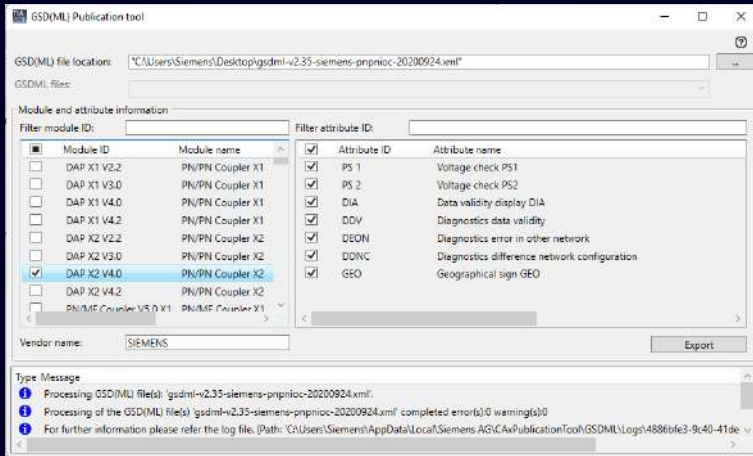 GSD(ML) Publication tool
GSD(ML) file location: "C:\Users\Siemens\Desktop\gsdml-v2.35-siemens-pnpnioc-20200924.xml" ..
GSDML files:
Module and attribute information
Filter module ID: Filter attribute ID:
Module ID Module name Attribute ID Attribute name
DAP X1 V2.2 PN/PN Coupler X1 PS 1 Voltage check PS1
DAP X1 V3.0 PN/PN Coupler X1 PS 2 Voltage check PS2
DAP X1 V4.0 PN/PN Coupler X1 DIA Data validity display DIA
DAP X1 V4.2 PN/PN Coupler X1 DDV Diagnostics data validity
DAP X2 V2.2 PN/PN Coupler X2 DEON Diagnostics error in other network
DAP X2 V3.0 PN/PN Coupler X2 DDNC Diagnostics difference network configuration
DAP X2 V4.0 PN/PN Coupler X2 GEO Geographical sign GEO
DAP X2 V4.2 PN/PN Coupler X2
PN/MF Coupler V5.0 X1 PN/MF Coupler X1
Vendor name: SIEMENS Export
Type Message
Processing GSD(ML) file(s): 'gsdml-v2.35-siemens-pnpnioc-20200924.xml'.
Processing of the GSD(ML) file(s) 'gsdml-v2.35-siemens-pnpnioc-20200924.xml' completed error(s):0 warning(s):0
For further information please refer the log file. (Path: 'C:\Users\Siemens\AppData\Local\Siemens AG\CAxPublicationTool\GSDML\Logs\4886bfe3-9c40-41de